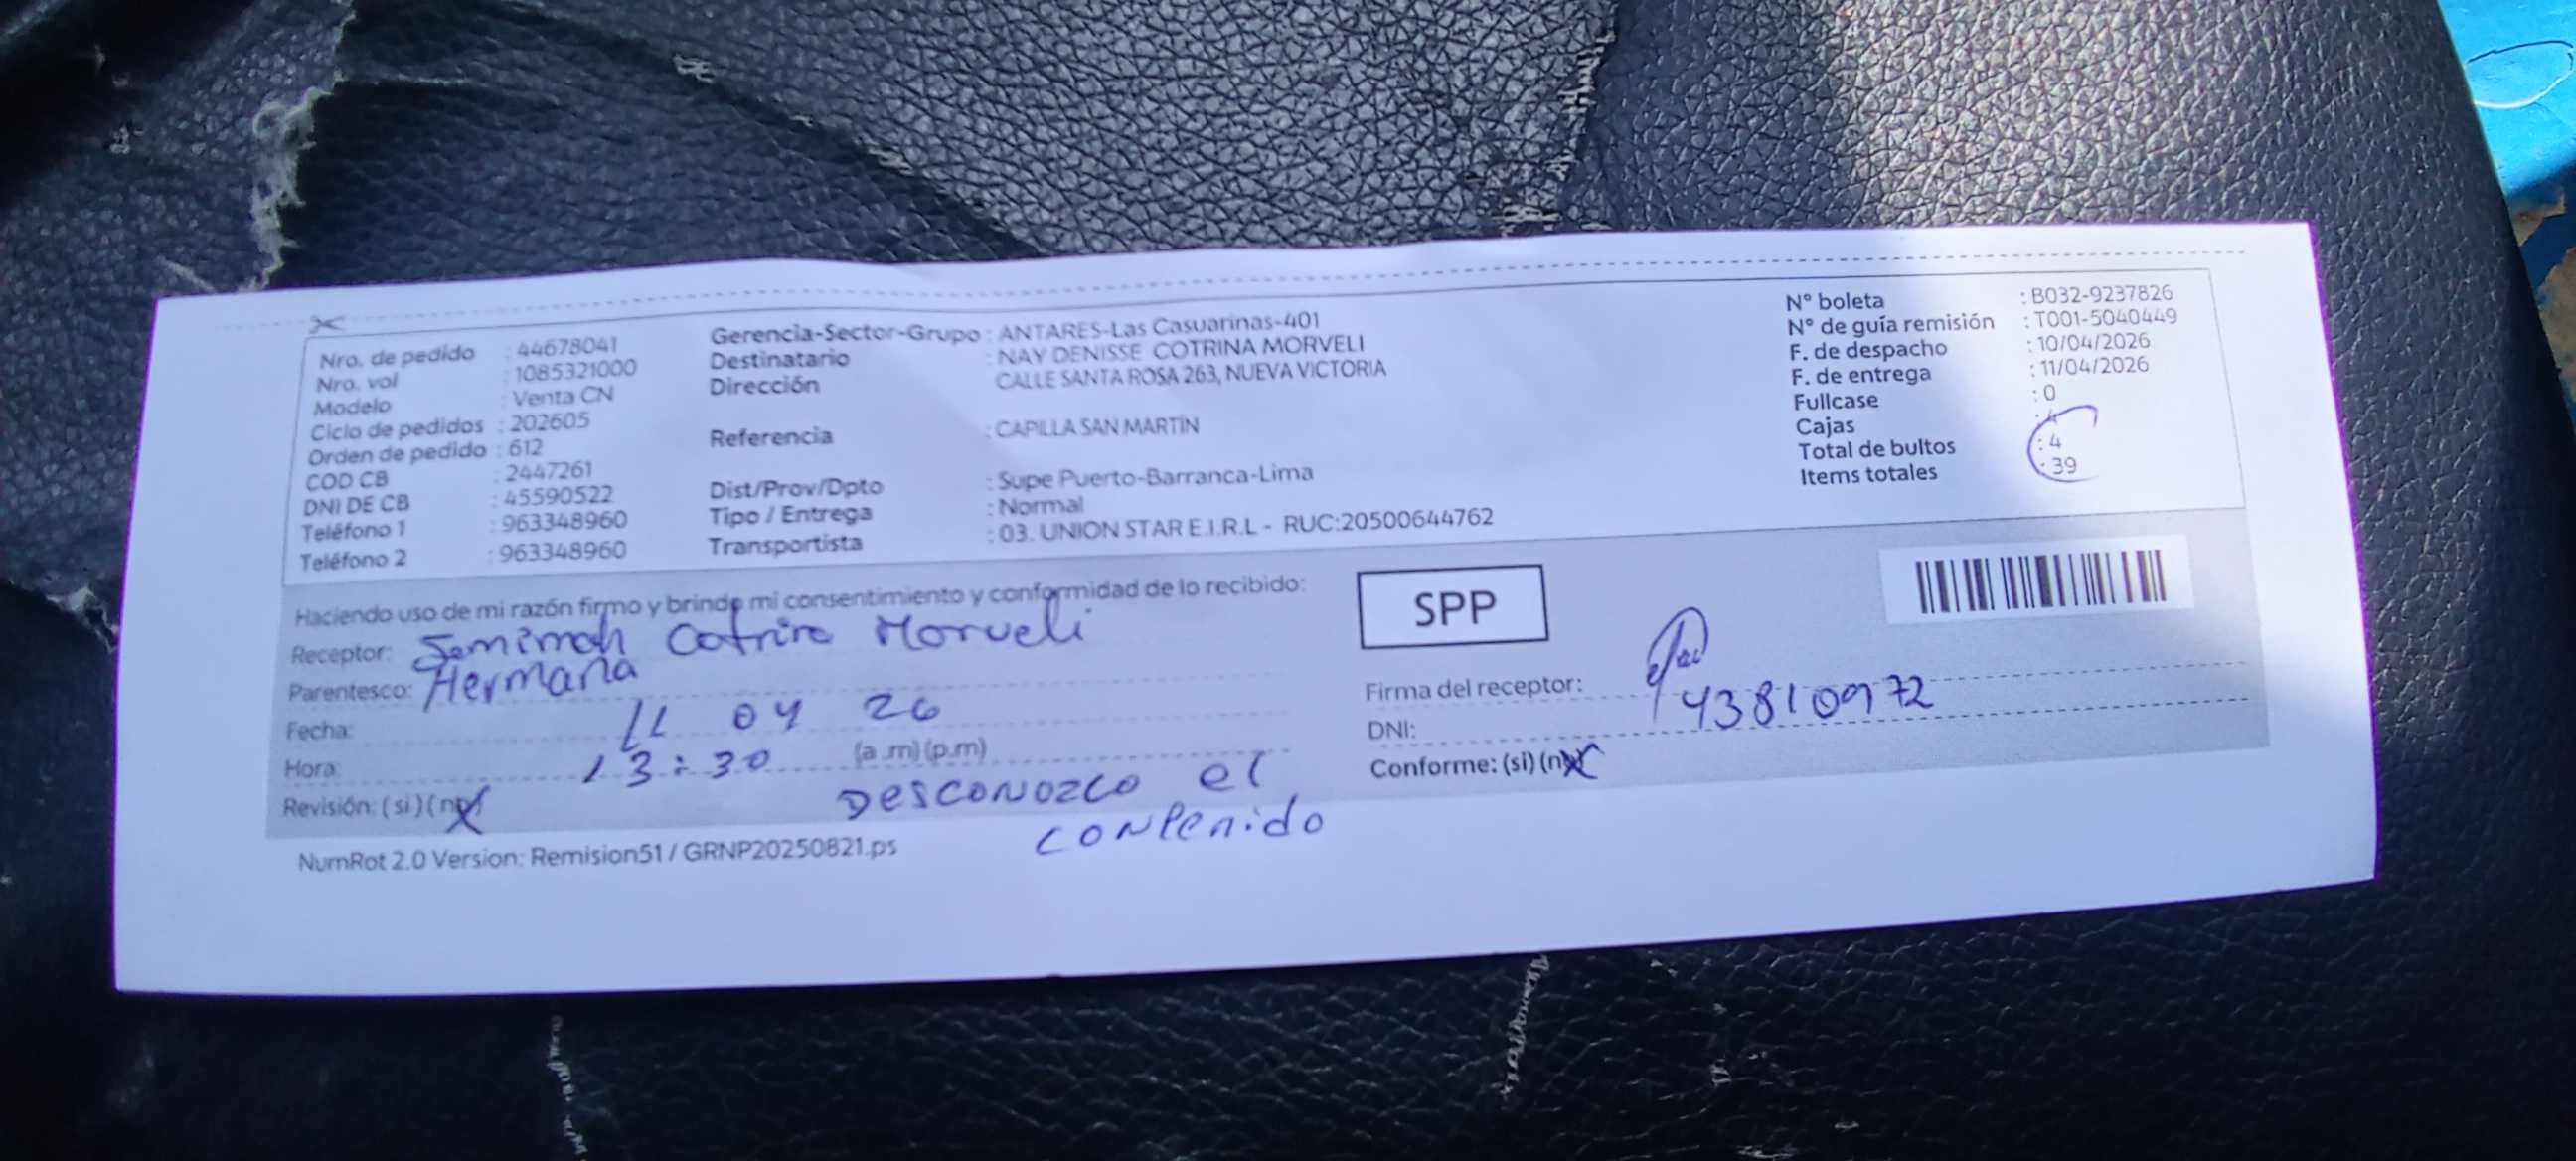 Nro. de pedido : 44678041
Nro. vol : 1085321000
Modelo : Venta CN
Ciclo de pedidos : 202605
Orden de pedido : 612
COD CB : 2447261
DNI DE CB : 45590522
Teléfono 1 : 963348960
Teléfono 2 : 963348960
Gerencia-Sector-Grupo : ANTARES-Las Casuarinas-401
Destinatario : NAY DENISSE COTRINA MORVELI
Dirección CALLE SANTA ROSA 263, NUEVA VICTORIA
Referencia : CAPILLA SAN MARTÍN
Dist/Prov/Dpto : Supe Puerto-Barranca-Lima
Tipo / Entrega : Normal
Transportista : 03. UNION STAR E.I.R.L - RUC:20500644762
N° boleta : B032-9237826
N° de guía remisión : T001-5040449
F. de despacho : 10/04/2026
F. de entrega : 11/04/2026
Fullcase : 0
Cajas : 4
Total de bultos : 4
Items totales : 39
Haciendo uso de mi razón firmo y brindo mi consentimiento y conformidad de lo recibido:
Receptor: Cotrina Morveli
Parentesco: Hermana
Fecha: 11 04 26
Hora: 13:30 (a .m) (p.m)
Revisión: (si) (no)
DESCONOZCO el
contenido
SPP
Firma del receptor:
DNI: 43810972
Conforme: (si) (no)
NumRot 2.0 Version: Remision51 / GRNP20250821.ps